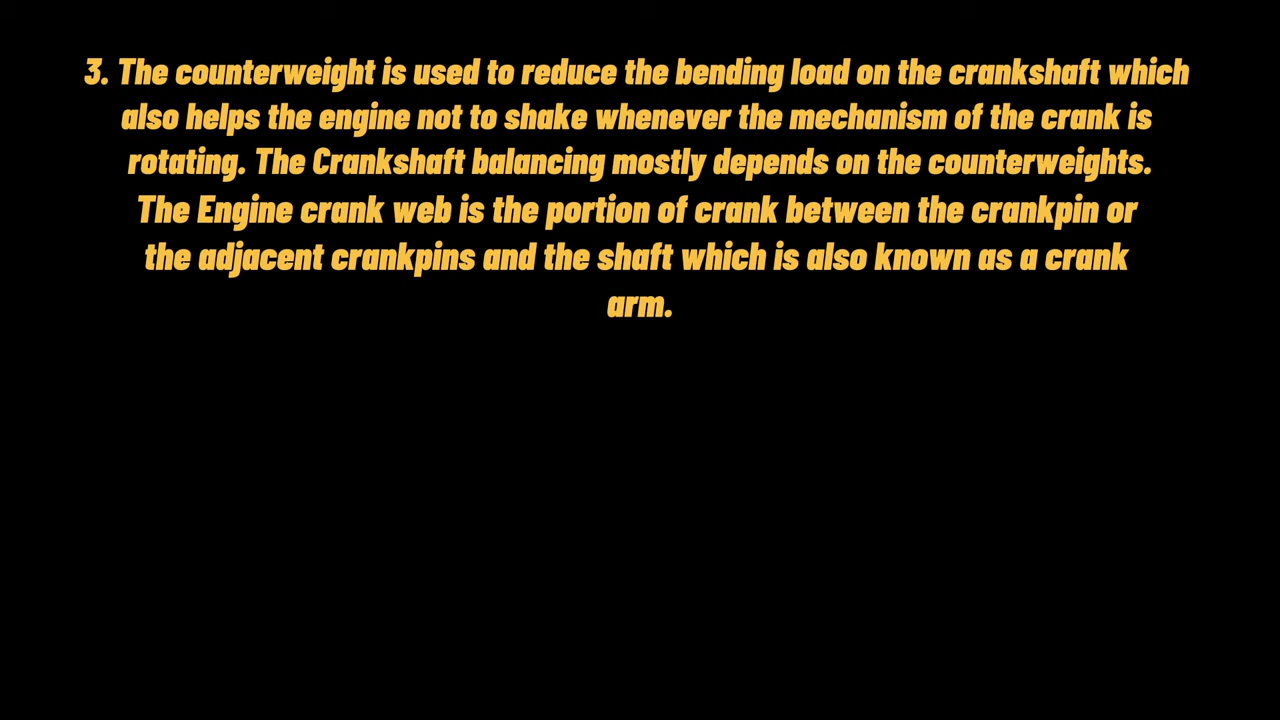 3. The counterweight is used to reduce the bending load on the crankshaft which
also helps the engine not to shake whenever the mechanism of the crank is
rotating. The Crankshaft balancing mostly depends on the counterweights.
The Engine crank web is the portion of crank between the crankpin or
the adjacent crankpins and the shaft which is also known as a crank
arm.